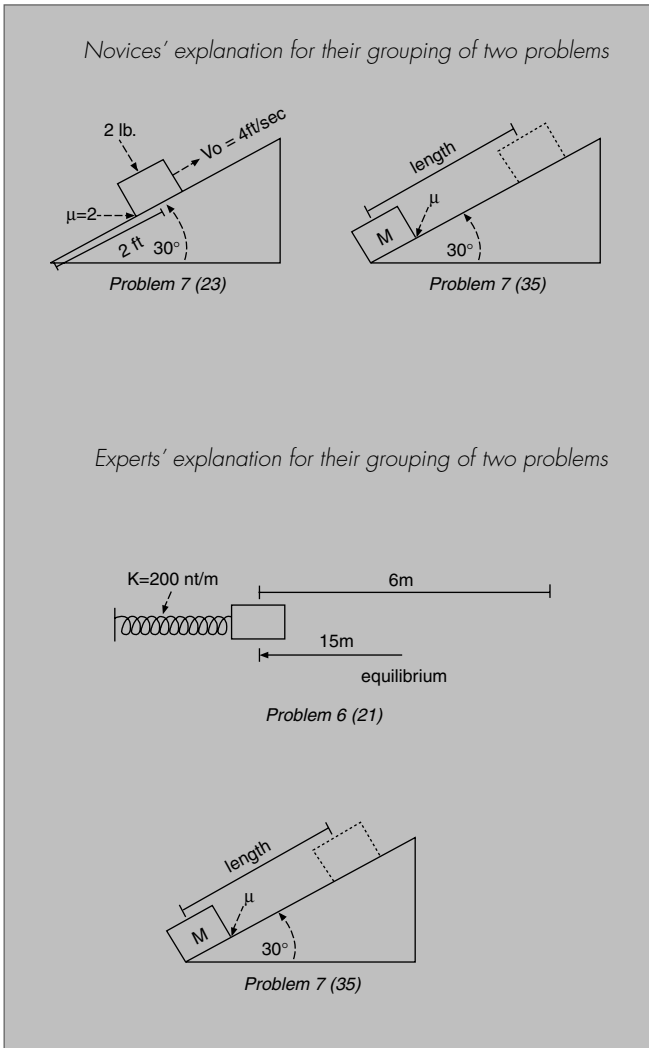 Novices' explanation for their grouping of two problems
2 lb.
Vo = 4ft/sec
μ=2
2 ft
30°
Problem 7 (23)
length
μ
M
30°
Problem 7 (35)
Experts' explanation for their grouping of two problems
K=200 nt/m
6m
15m
equilibrium
Problem 6 (21)
length
μ
M
30°
Problem 7 (35)